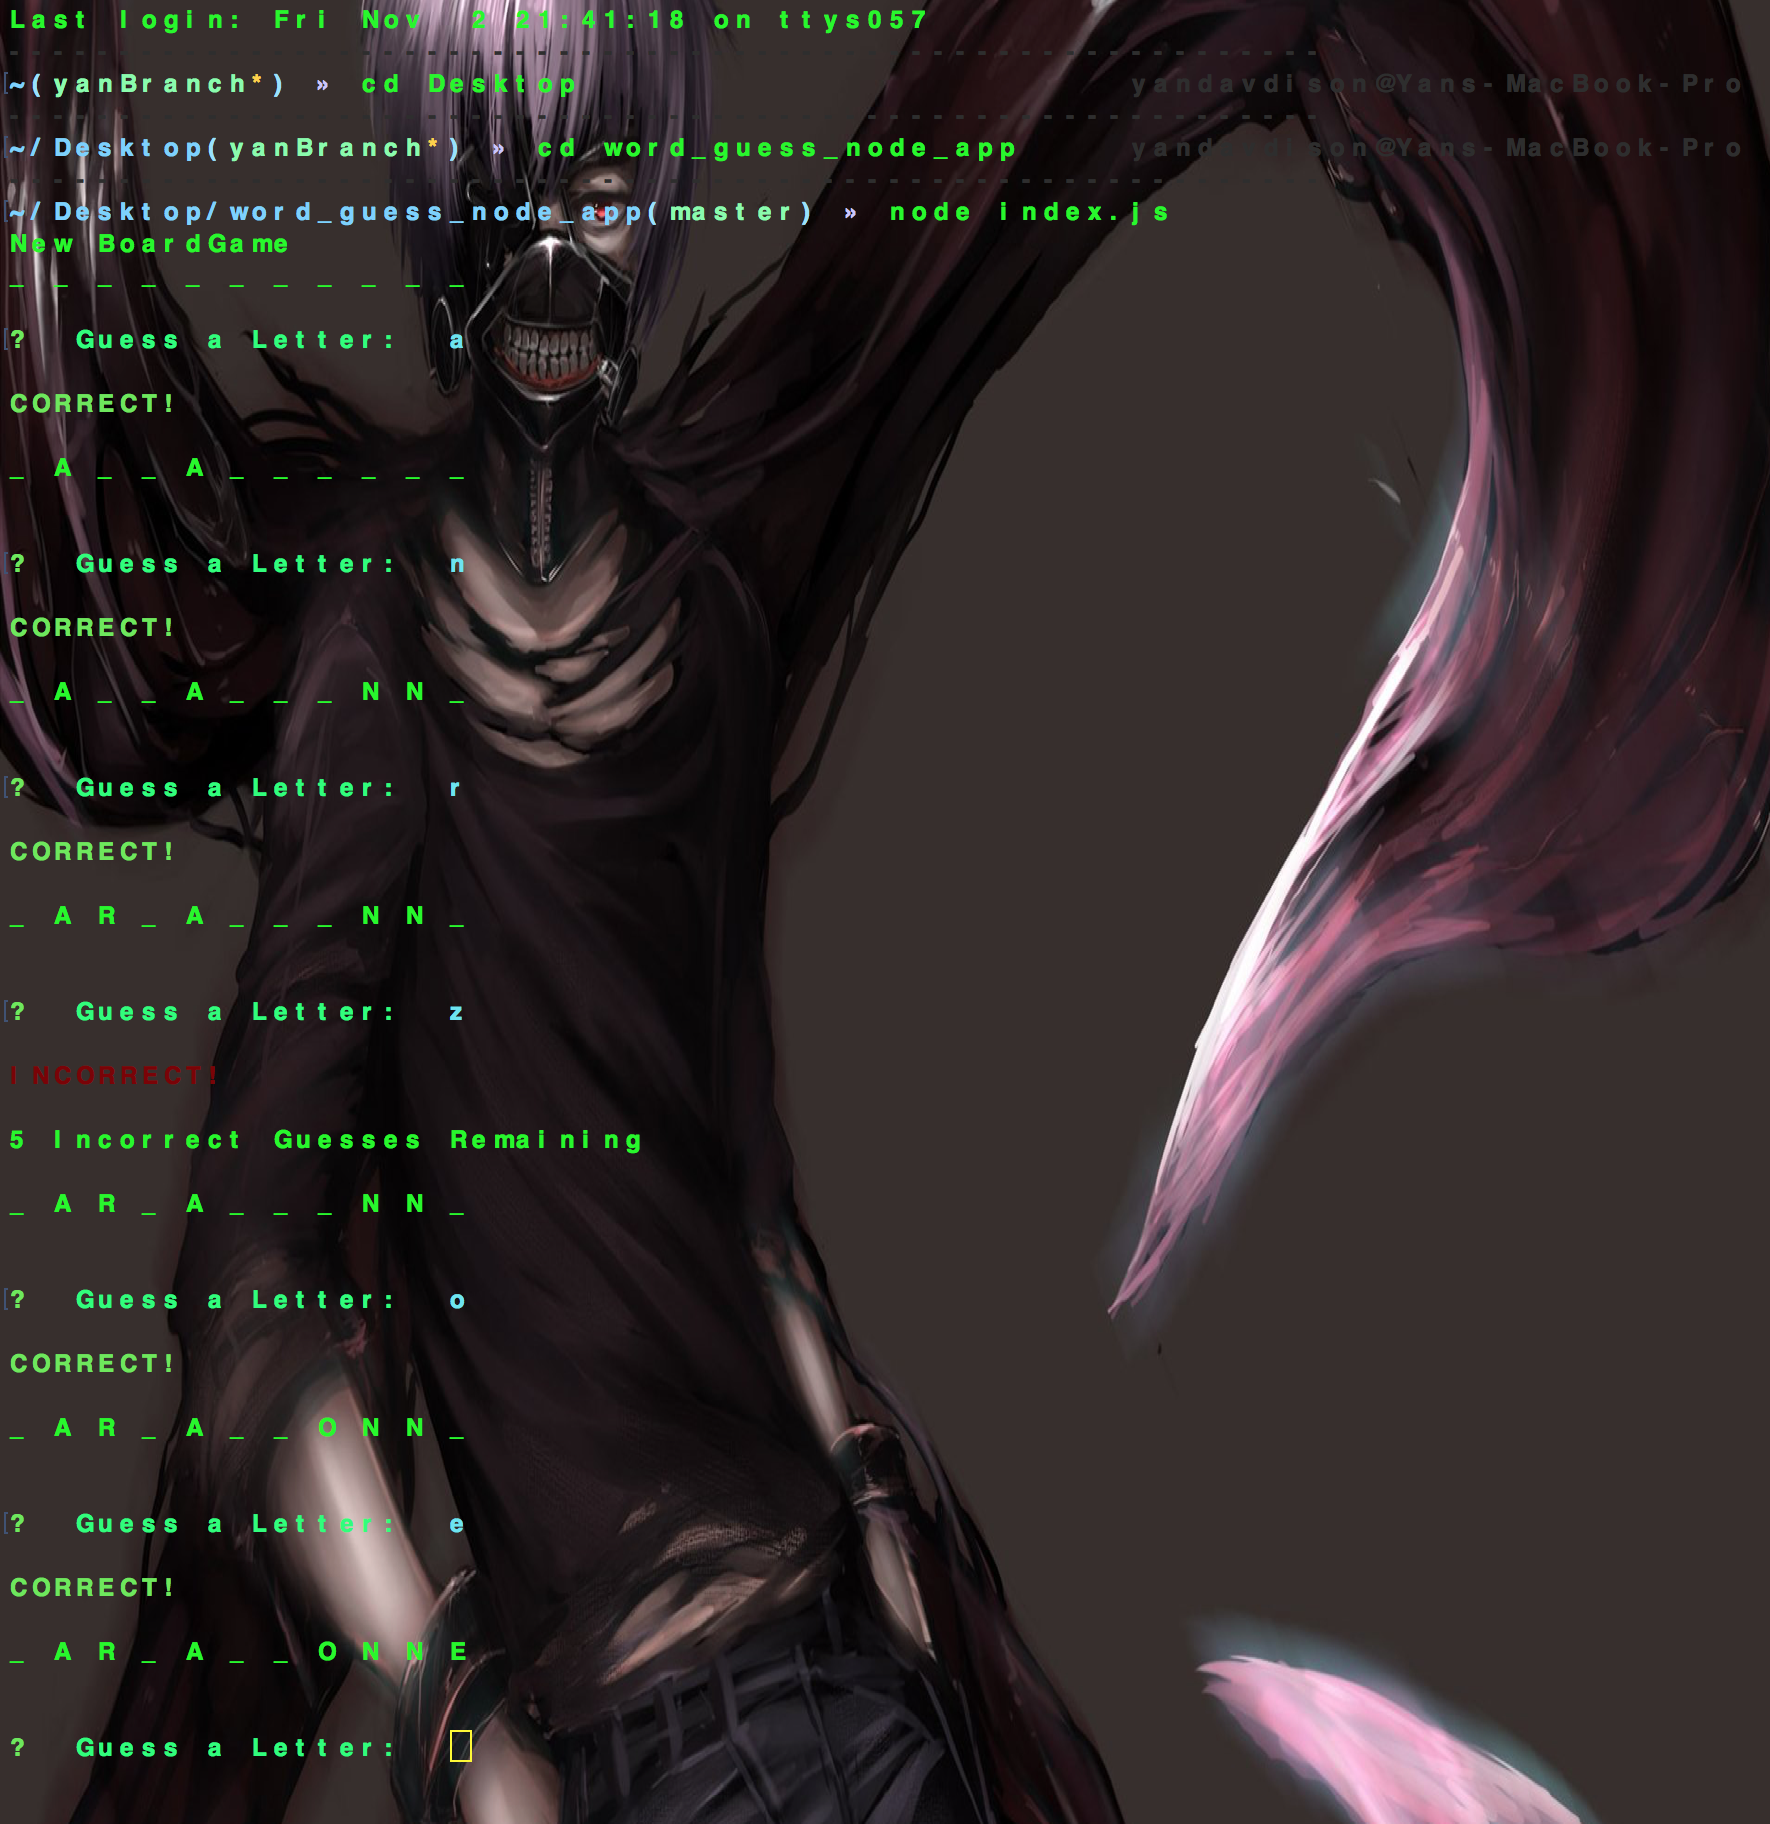 Last login: Fri Nov  2 21:41:18 on ttys057
------------------------------------------------------------
~(yanBranch*) » cd Desktop                         yandavdison@Yans-MacBook-Pro
------------------------------------------------------------
~/Desktop(yanBranch*) » cd word_guess_node_app     yandavdison@Yans-MacBook-Pro
------------------------------------------------------------
~/Desktop/word_guess_node_app(master) » node index.js
New BoardGame
_ _ _ _ _ _ _ _ _ _ _
?  Guess a Letter:  a
CORRECT!
_ A _ _ A _ _ _ _ _ _
?  Guess a Letter:  n
CORRECT!
_ A _ _ A _ _ _ N N _
?  Guess a Letter:  r
CORRECT!
_ A R _ A _ _ _ N N _
?  Guess a Letter:  z
INCORRECT!
5 Incorrect Guesses Remaining
_ A R _ A _ _ _ N N _
?  Guess a Letter:  o
CORRECT!
_ A R _ A _ _ O N N _
?  Guess a Letter:  e
CORRECT!
_ A R _ A _ _ O N N E
?  Guess a Letter: